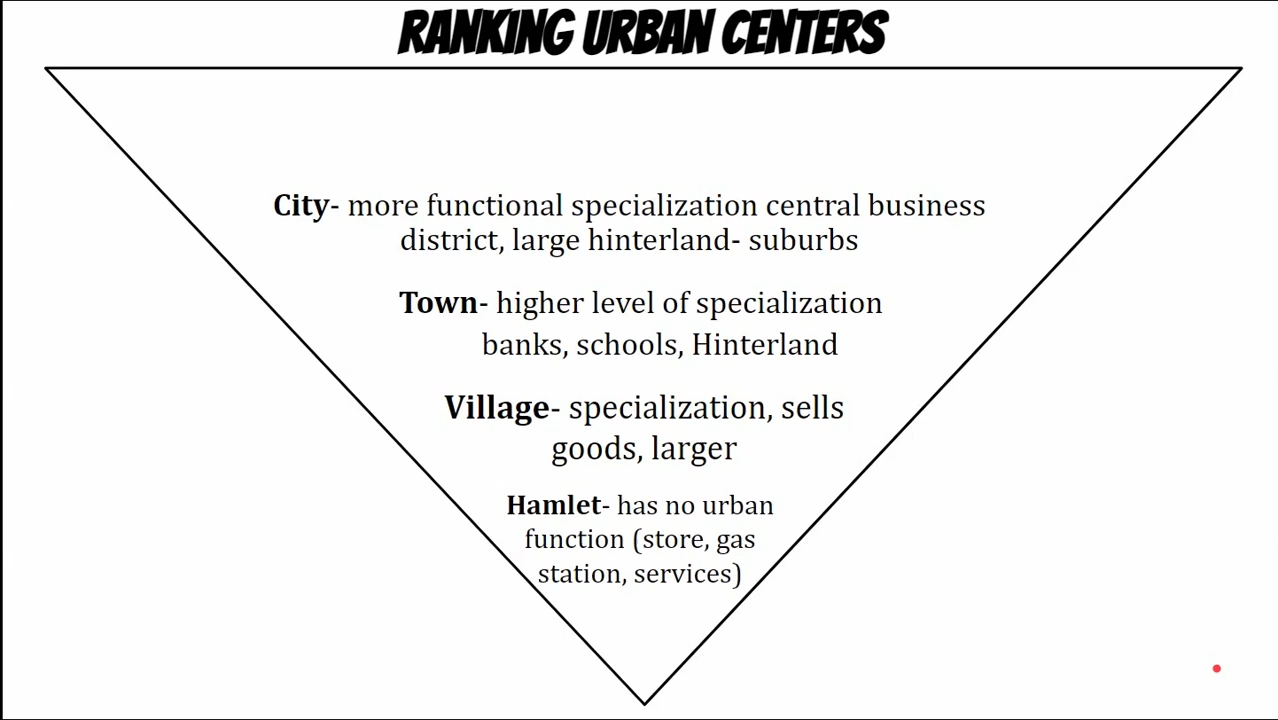 RANKING URBAN CENTERS
City- more functional specialization central business
district, large hinterland- suburbs
Town- higher level of specialization
banks, schools, Hinterland
Village- specialization, sells
goods, larger
Hamlet- has no urban
function (store, gas
station, services)